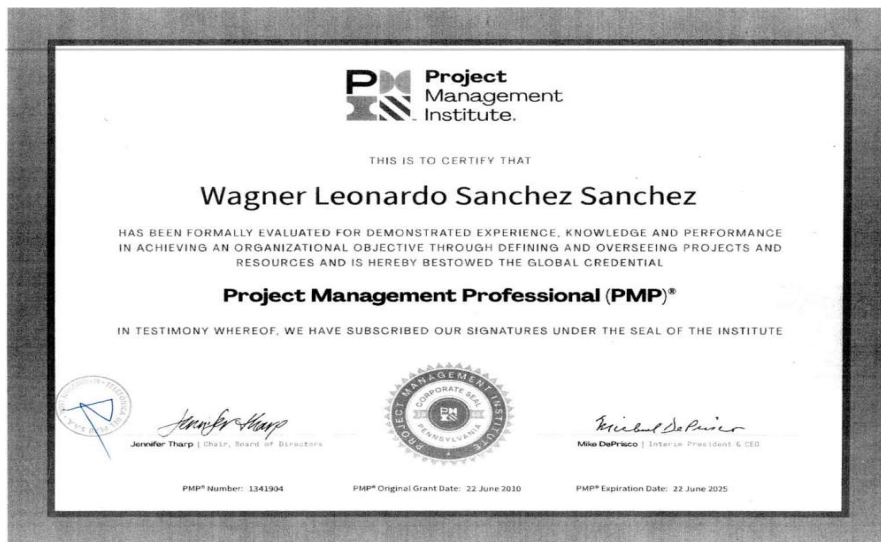 Project
Management
Institute.
THIS IS TO CERTIFY THAT
Wagner Leonardo Sanchez Sanchez
HAS BEEN FORMALLY EVALUATED FOR DEMONSTRATED EXPERIENCE, KNOWLEDGE AND PERFORMANCE
IN ACHIEVING AN ORGANIZATIONAL OBJECTIVE THROUGH DEFINING AND OVERSEEING PROJECTS AND
RESOURCES AND IS HEREBY BESTOWED THE GLOBAL CREDENTIAL
Project Management Professional (PMP)®
IN TESTIMONY WHEREOF, WE HAVE SUBSCRIBED OUR SIGNATURES UNDER THE SEAL OF THE INSTITUTE
PROJECT MANAGEMENT INSTITUTE
CORPORATE SEAL
PENNSYLVANIA
Jennifer Tharp
Michael DePrisco
Jennifer Tharp | Chair, Board of Directors
Mike DePrisco | Interim President & CEO
PMP® Number: 1341904
PMP® Original Grant Date: 22 June 2010
PMP® Expiration Date: 22 June 2025